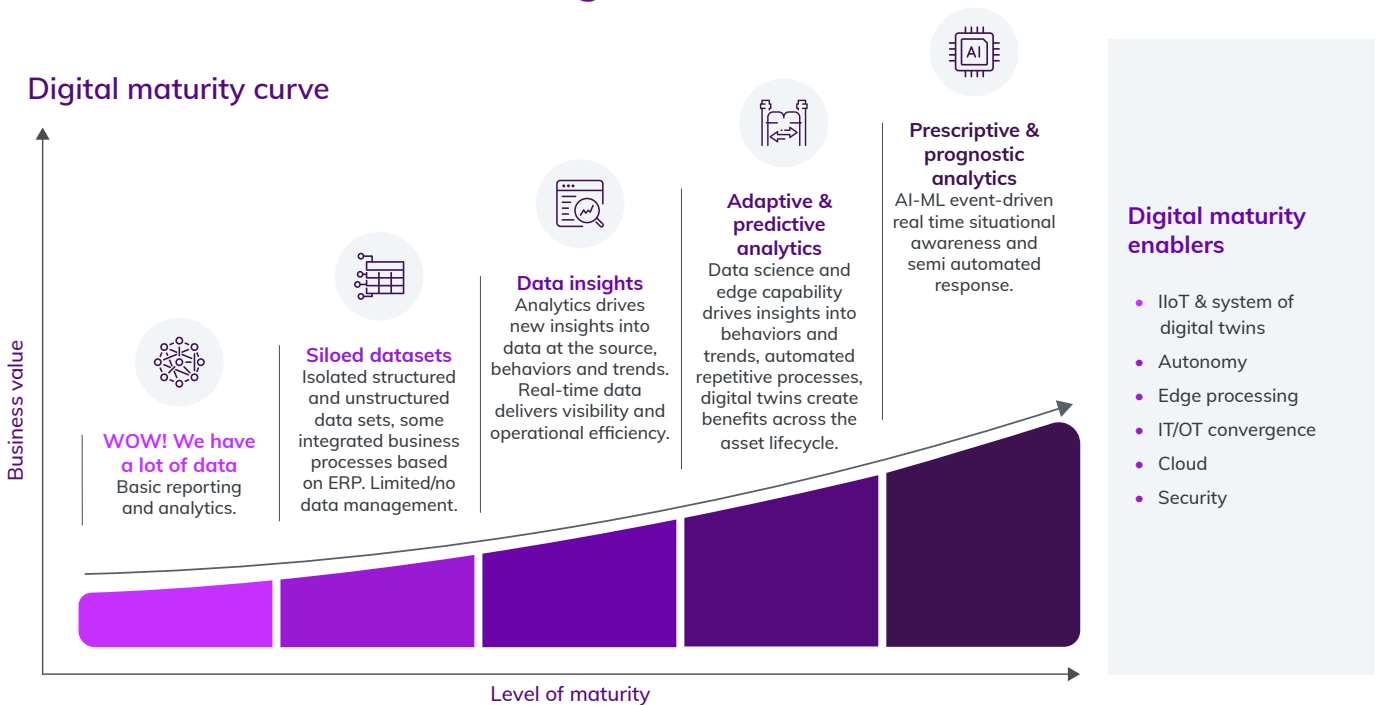 Digital maturity curve
Business value
WOW! We have
a lot of data
Basic reporting
and analytics.
Siloed datasets
Isolated structured
and unstructured
data sets, some
integrated business
processes based
on ERP. Limited/no
data management.
Data insights
Analytics drives
new insights into
data at the source,
behaviors and trends.
Real-time data
delivers visibility and
operational efficiency.
Adaptive &
predictive
analytics
Data science and
edge capability
drives insights into
behaviors and
trends, automated
repetitive processes,
digital twins create
benefits across the
asset lifecycle.
AI
Prescriptive &
prognostic
analytics
AI-ML event-driven
real time situational
awareness and
semi automated
response.
Level of maturity
Digital maturity
enablers
• IIoT & system of
digital twins
• Autonomy
• Edge processing
• IT/OT convergence
• Cloud
• Security